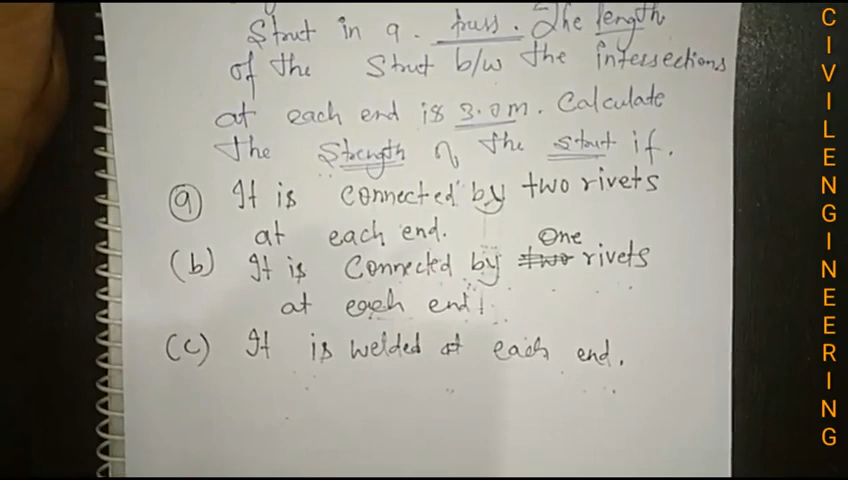 Strut in a truss. The length
of the Strut b/w the intersections
at each end is 3.0m. Calculate
the Strength of the strut if.
(a) It is connected by two rivets
at each end.
One
(b) It is Connected by two rivets
at each end!
(c) It is welded at each end.
CIVILENGINEERING